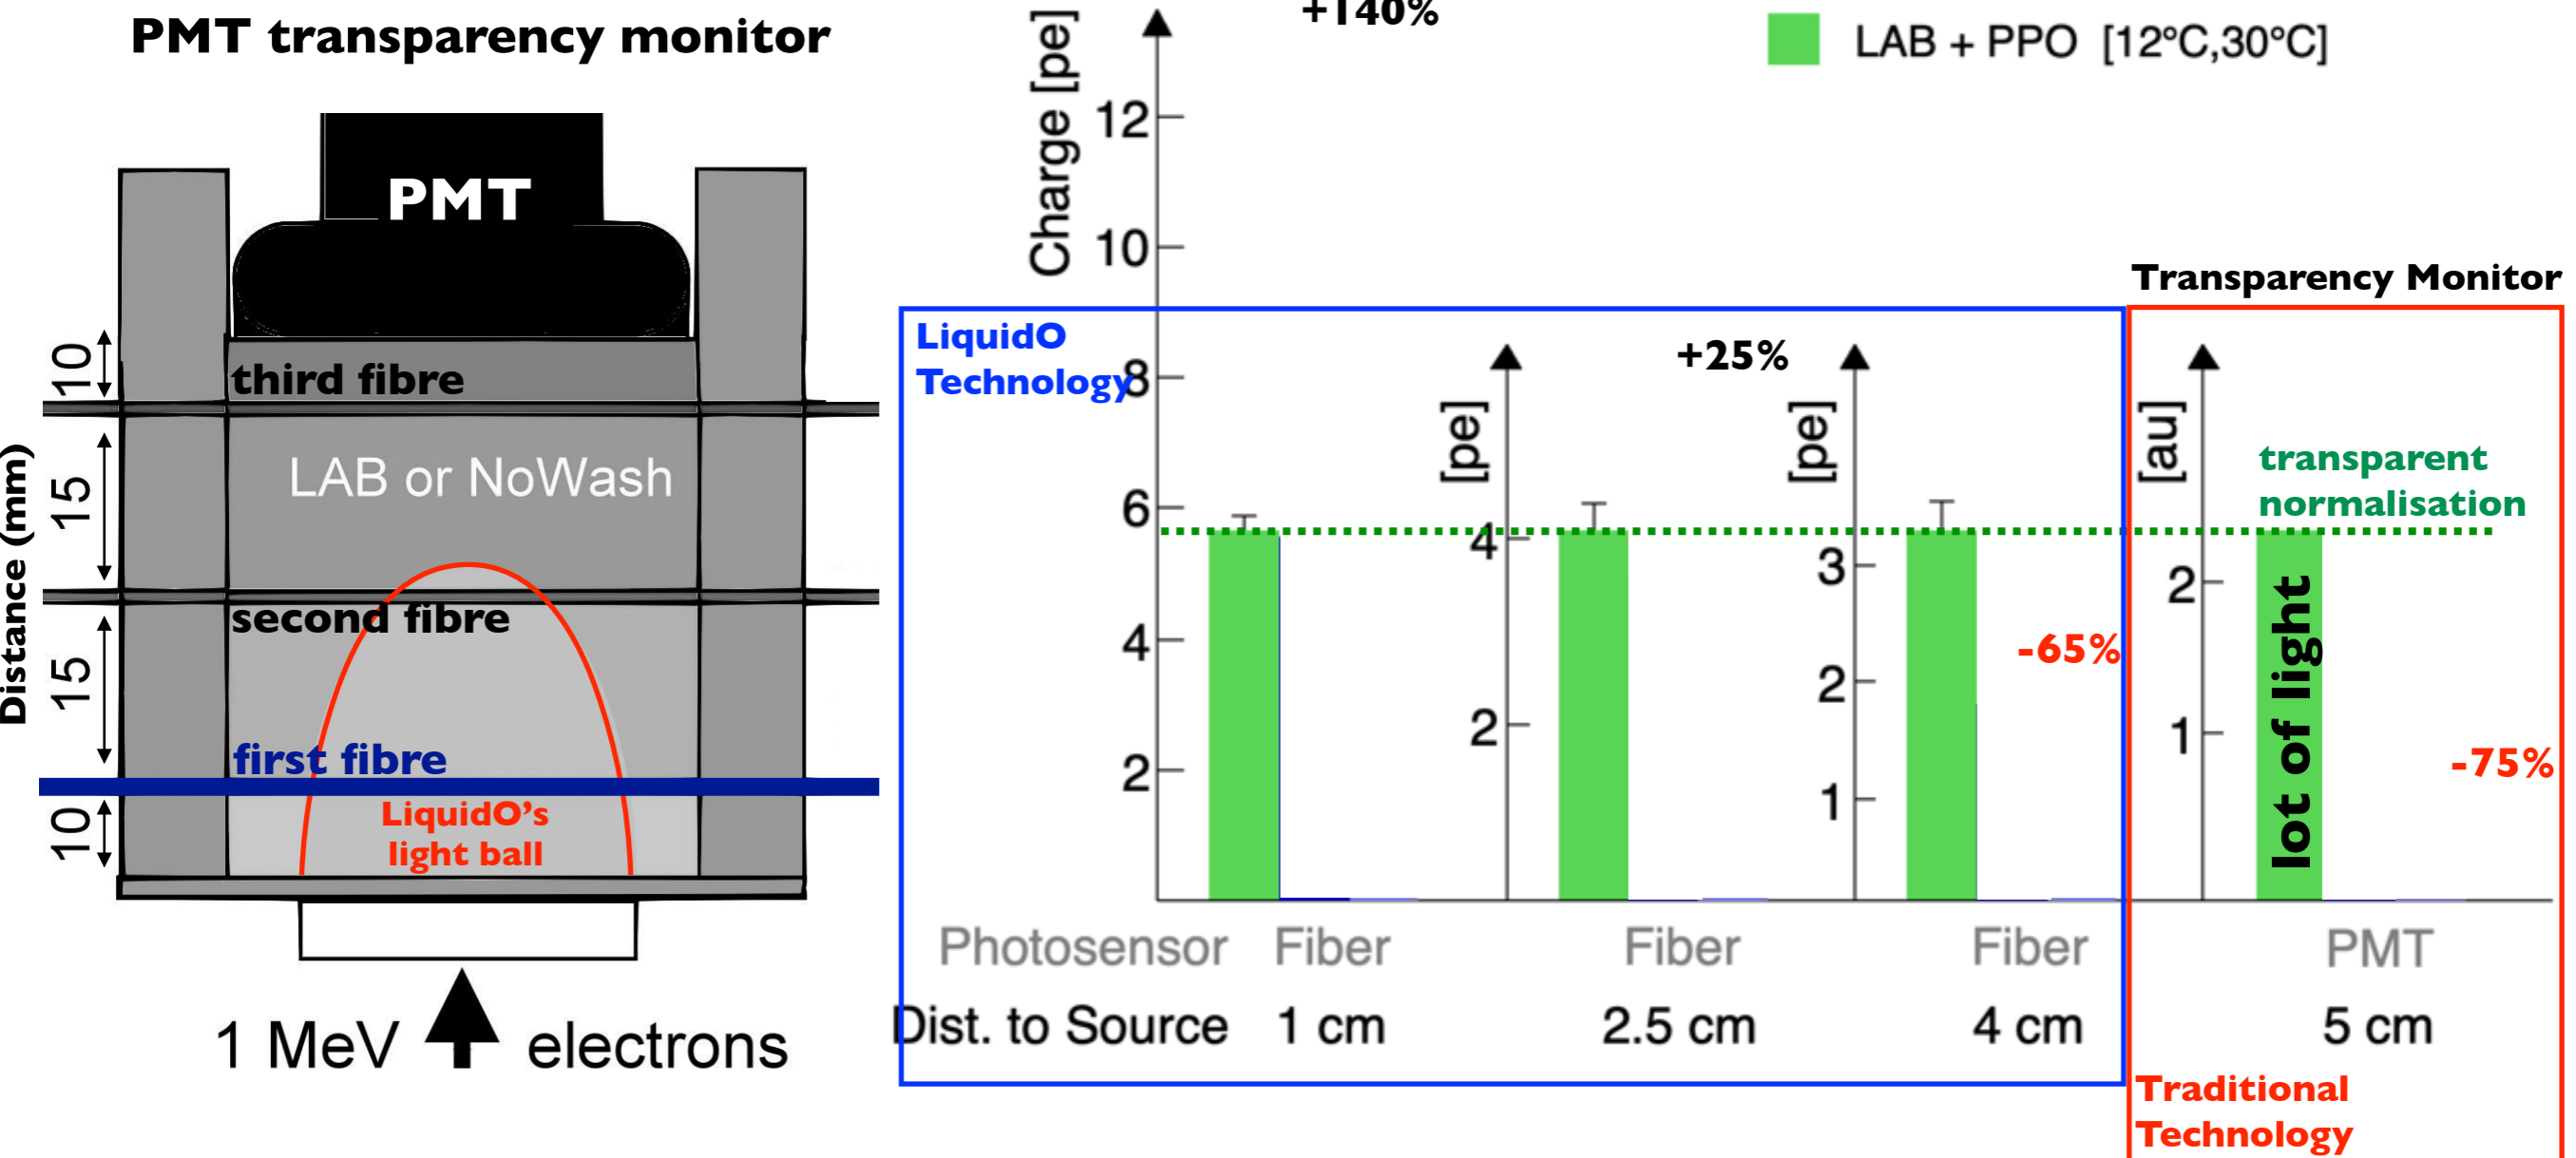 PMT transparency monitor
PMT
third fibre
LAB or NoWash
second fibre
first fibre
LiquidO's
light ball
Distance (mm)
10
15
15
10
1 MeV
electrons
+140%
LAB + PPO [12°C,30°C]
Charge [pe]
12
10
8
6
4
2
LiquidO
Technology
[pe]
4
2
+25%
[pe]
3
2
1
-65%
Transparency Monitor
[au]
2
1
transparent
normalisation
lot of light
-75%
Photosensor Fiber Fiber Fiber PMT
Dist. to Source 1 cm 2.5 cm 4 cm 5 cm
Traditional
Technology